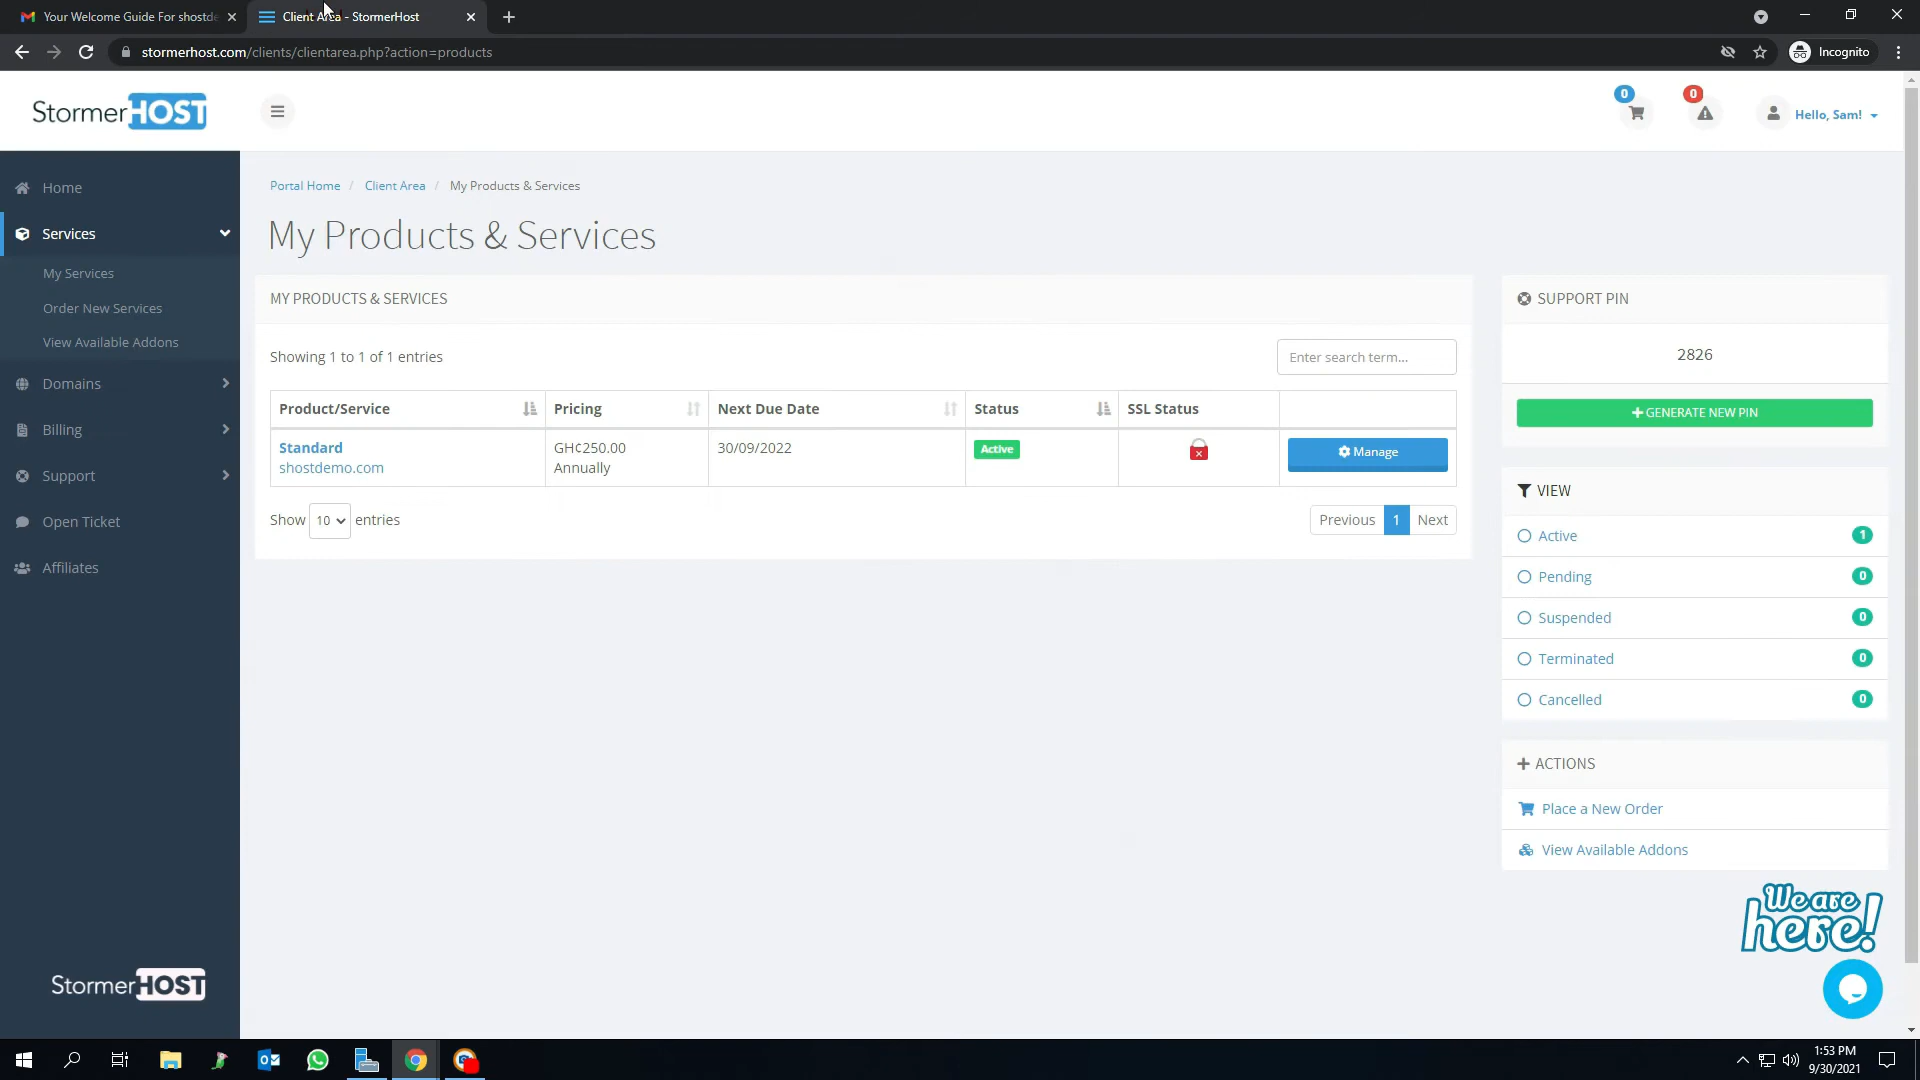 Your Welcome Guide For shostde
Client Area - StormerHost
stormerhost.com/clients/clientarea.php?action=products
Incognito
StormerHOST
0
0
Hello, Sam!
Home
Services
My Services
Order New Services
View Available Addons
Domains
Billing
Support
Open Ticket
Affiliates
StormerHOST
Portal Home / Client Area / My Products & Services
My Products & Services
MY PRODUCTS & SERVICES
Showing 1 to 1 of 1 entries
Enter search term...
Product/Service Pricing Next Due Date Status SSL Status
Standard GH¢250.00 30/09/2022 Active Manage
shostdemo.com Annually
Show 10 entries
Previous 1 Next
SUPPORT PIN
2826
GENERATE NEW PIN
VIEW
Active 1
Pending 0
Suspended 0
Terminated 0
Cancelled 0
ACTIONS
Place a New Order
View Available Addons
We are
here!
1:53 PM
9/30/2021